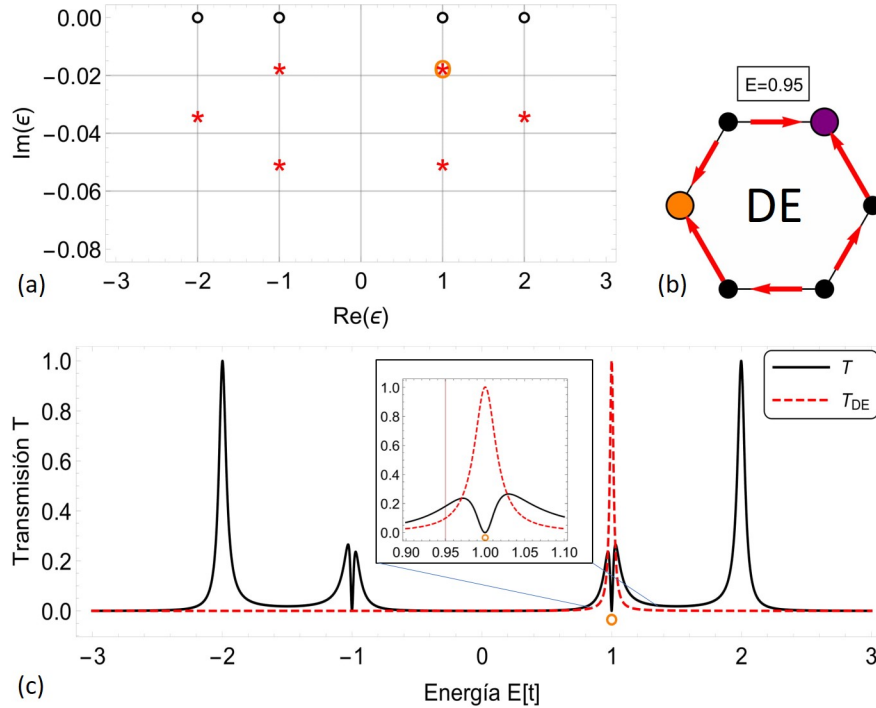 0.00
−0.02
−0.04
−0.06
−0.08
Im(ϵ)
−3 −2 −1 0 1 2 3
Re(ϵ)
(a)
E=0.95
DE
(b)
1.0
0.8
0.6
0.4
0.2
0.0
Transmisión T
1.0
0.8
0.6
0.4
0.2
0.0
0.90 0.95 1.00 1.05 1.10
T
T_DE
−3 −2 −1 0 1 2 3
Energía E[t]
(c)